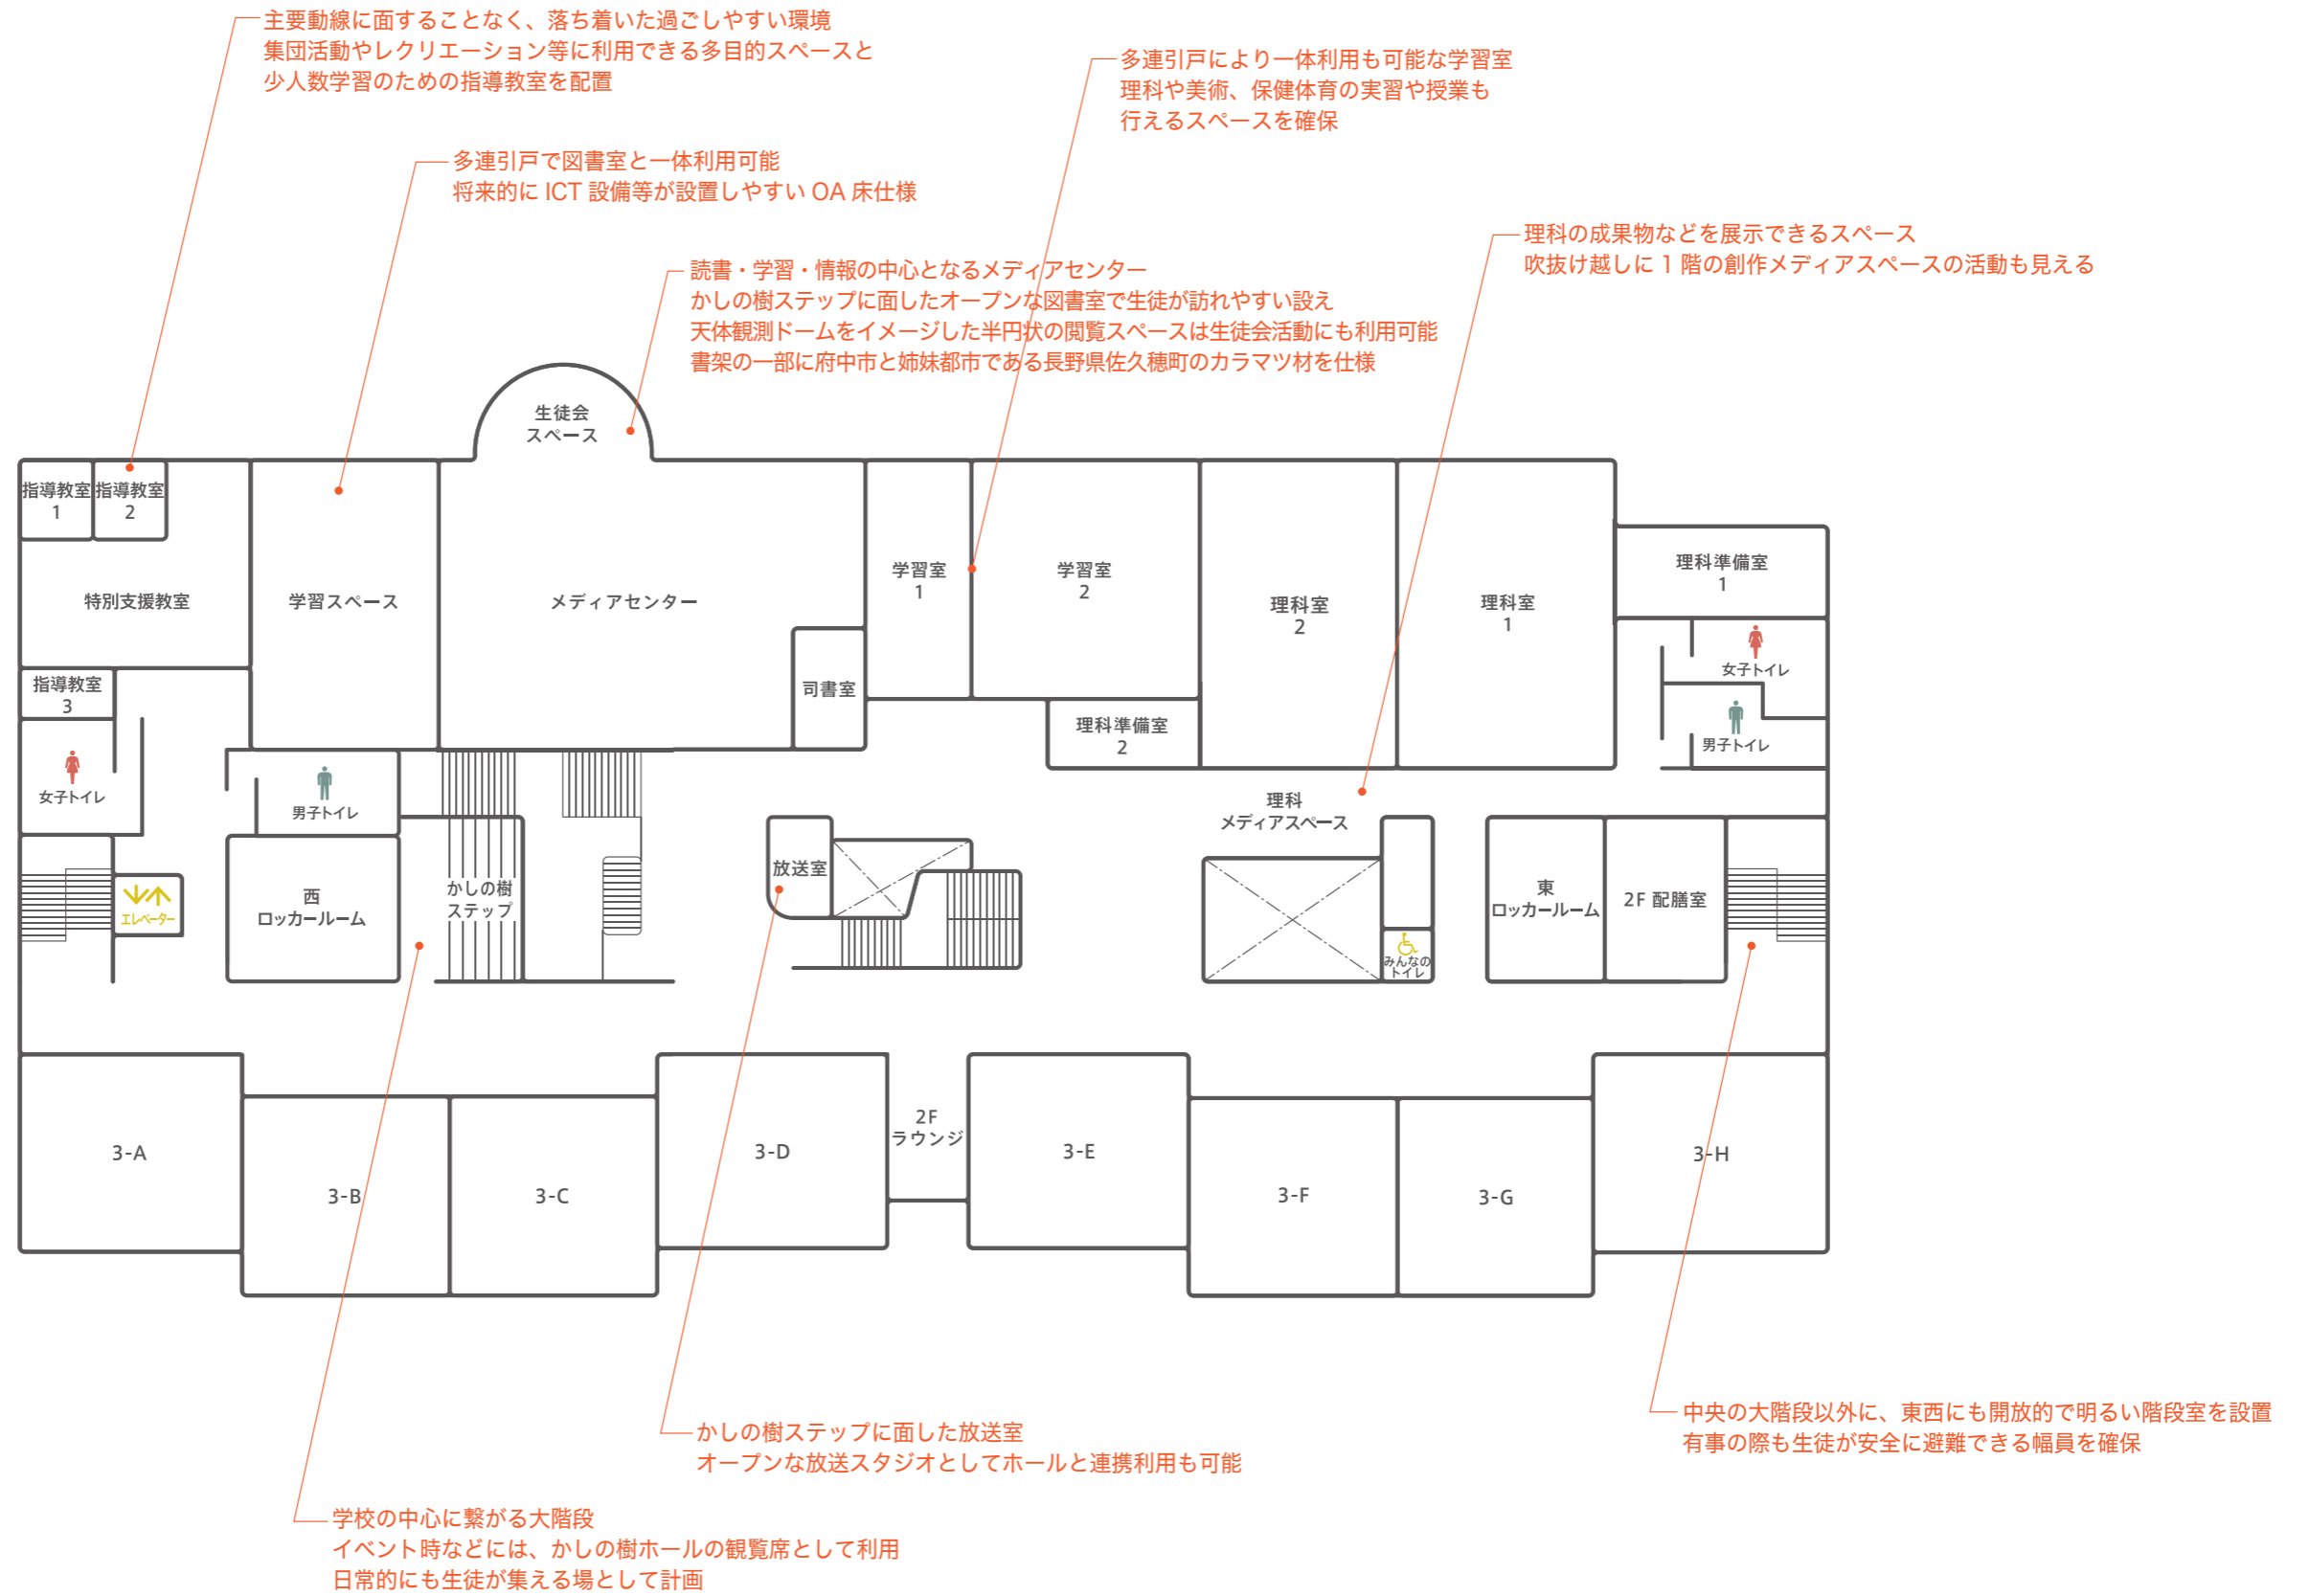 主要動線に面することなく、落ち着いた過ごしやすい環境
集団活動やレクリエーション等に利用できる多目的スペースと
少人数学習のための指導教室を配置
多連引戸により一体利用も可能な学習室
理科や美術、保健体育の実習や授業も
行えるスペースを確保
多連引戸で図書室と一体利用可能
将来的に ICT 設備等が設置しやすい OA 床仕様
理科の成果物などを展示できるスペース
吹抜け越しに 1 階の創作メディアスペースの活動も見える
読書・学習・情報の中心となるメディアセンター
かしの樹ステップに面したオープンな図書室で生徒が訪れやすい設え
天体観測ドームをイメージした半円状の閲覧スペースは生徒会活動にも利用可能
書架の一部に府中市と姉妹都市である長野県佐久穂町のカラマツ材を仕様
生徒会
スペース
指導教室
1
指導教室
2
特別支援教室
学習スペース
メディアセンター
学習室
1
学習室
2
理科室
2
理科室
1
理科準備室
1
女子トイレ
男子トイレ
指導教室
3
司書室
理科準備室
2
女子トイレ
男子トイレ
理科
メディアスペース
放送室
エレベーター
西
ロッカールーム
かしの樹
ステップ
みんなの
トイレ
東
ロッカールーム
2F 配膳室
3-A
3-B
3-C
3-D
2F
ラウンジ
3-E
3-F
3-G
3-H
中央の大階段以外に、東西にも開放的で明るい階段室を設置
有事の際も生徒が安全に避難できる幅員を確保
かしの樹ステップに面した放送室
オープンな放送スタジオとしてホールと連携利用も可能
学校の中心に繋がる大階段
イベント時などには、かしの樹ホールの観覧席として利用
日常的にも生徒が集える場として計画